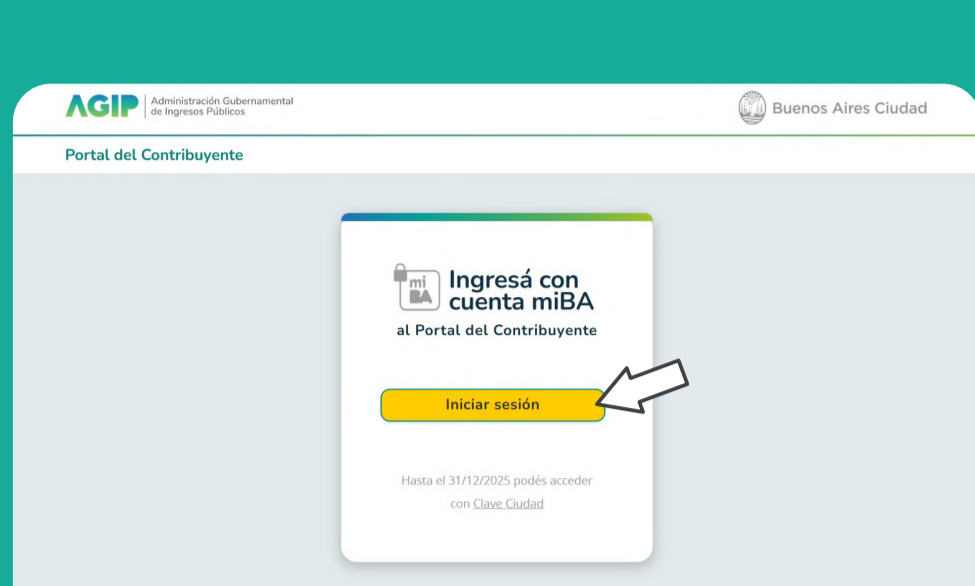 AGIP
Administración Gubernamental
de Ingresos Públicos
Buenos Aires Ciudad
Portal del Contribuyente
mi
BA
Ingresá con
cuenta miBA
al Portal del Contribuyente
Iniciar sesión
Hasta el 31/12/2025 podés acceder
con Clave Ciudad